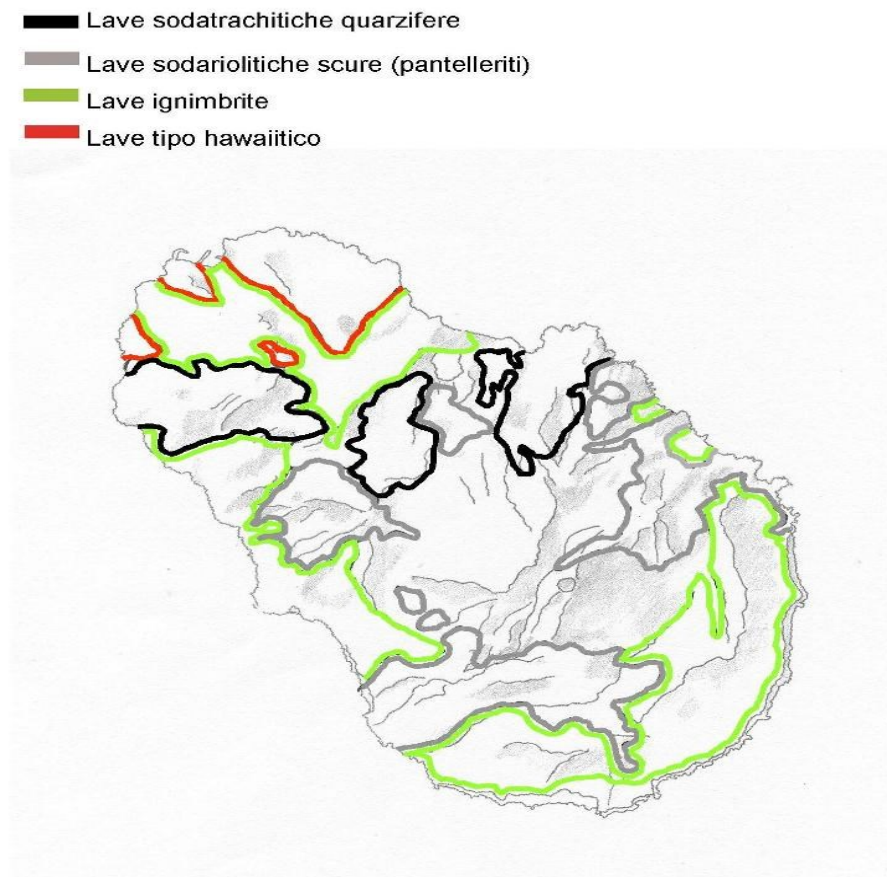 Lave sodatrachitiche quarzifere
Lave sodariolitiche scure (pantelleriti)
Lave ignimbrite
Lave tipo hawaiitico